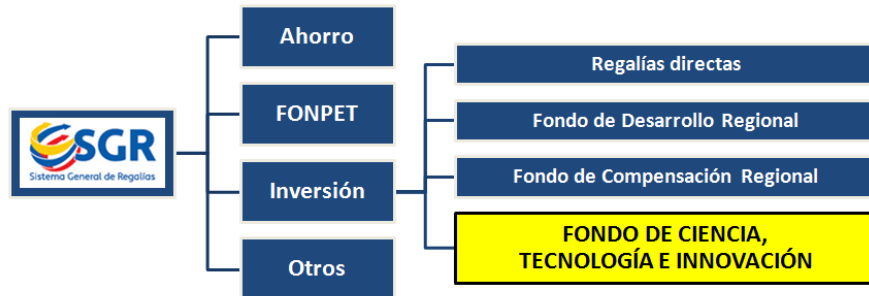 SGR
Sistema General de Regalías
Ahorro
FONPET
Inversión
Otros
Regalías directas
Fondo de Desarrollo Regional
Fondo de Compensación Regional
FONDO DE CIENCIA,
TECNOLOGÍA E INNOVACIÓN